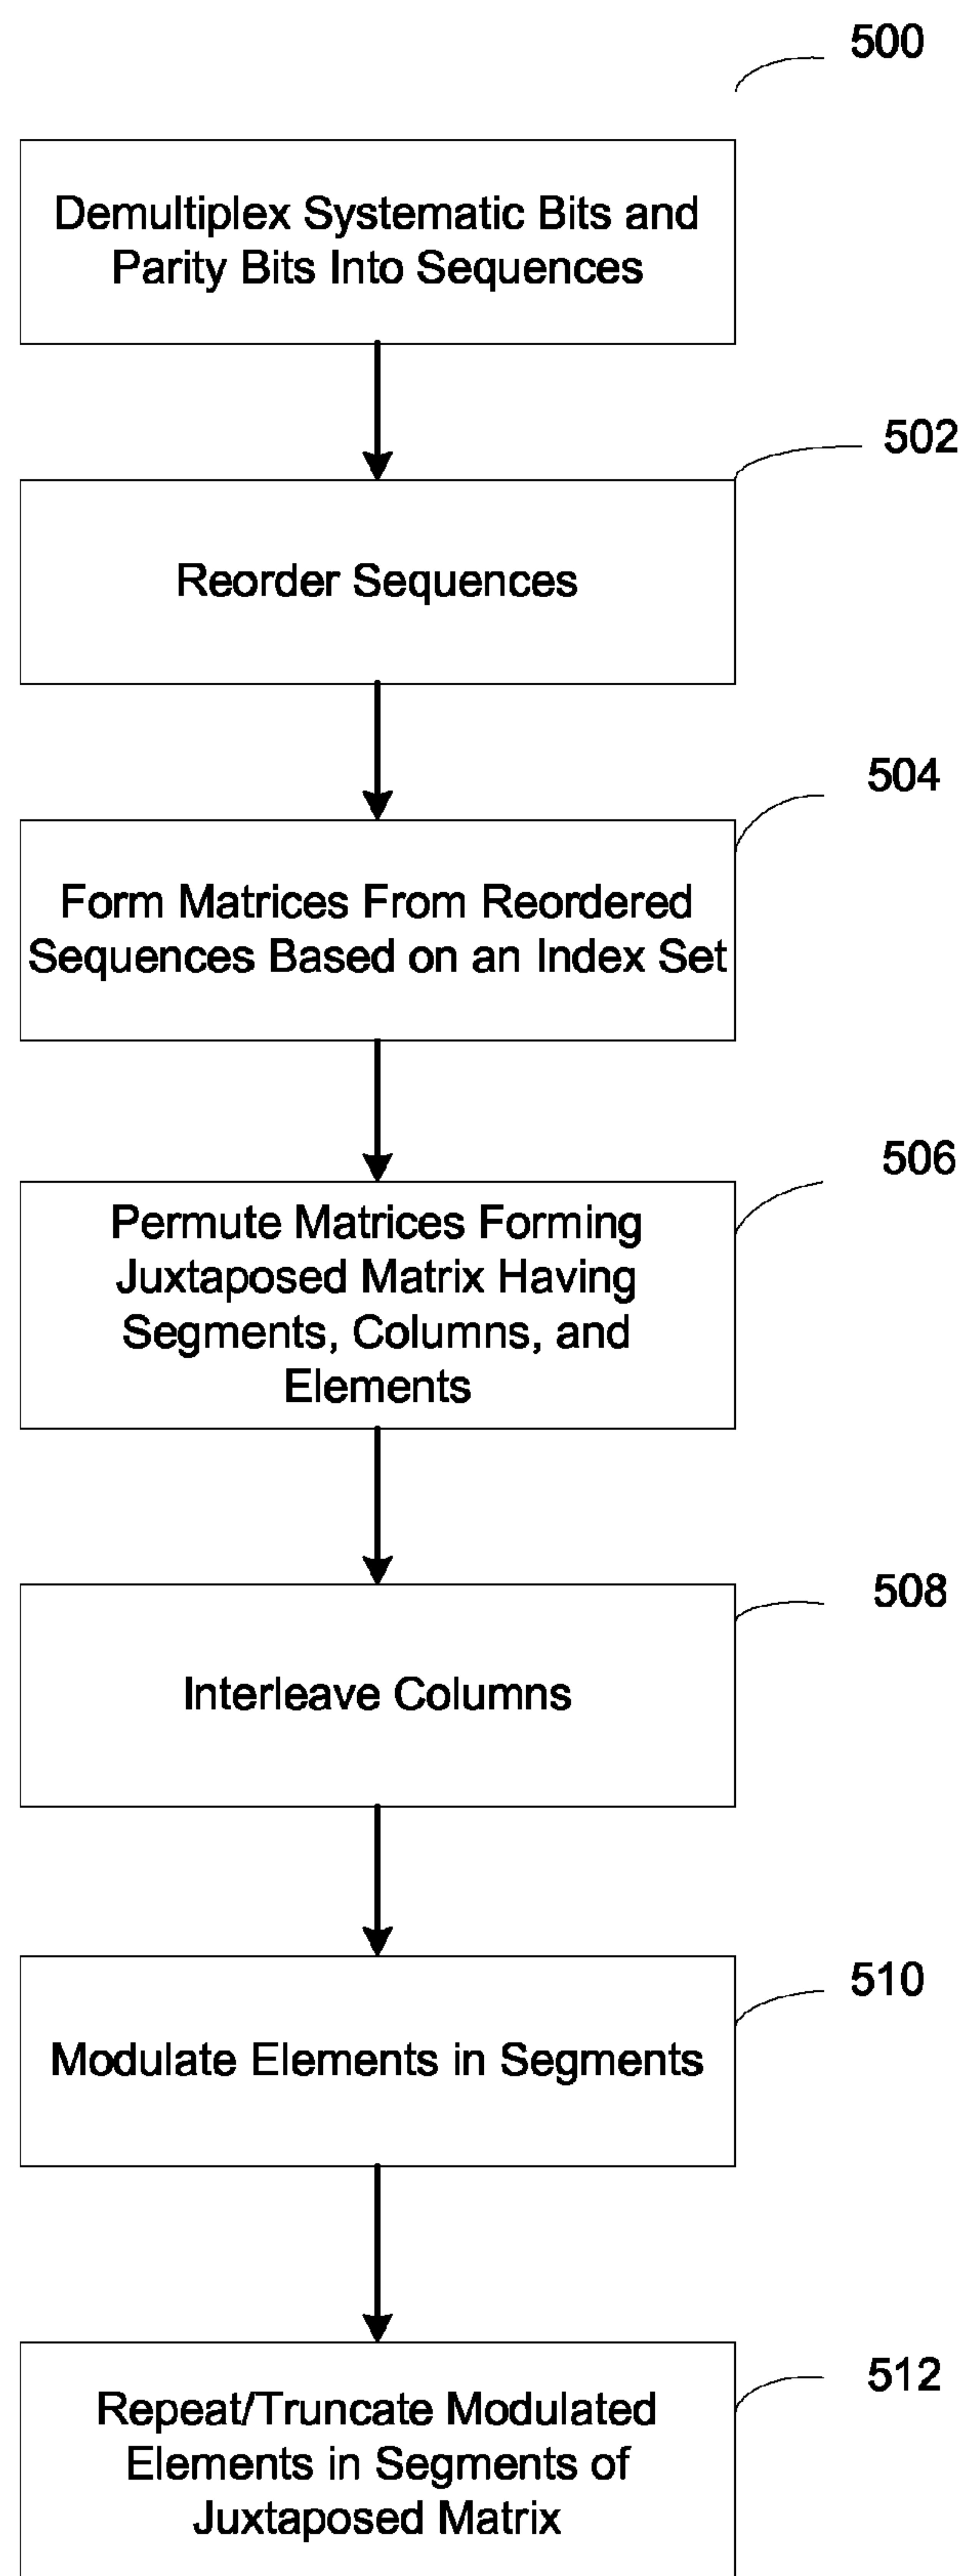 500
Demultiplex Systematic Bits and
Parity Bits Into Sequences
502
Reorder Sequences
504
Form Matrices From Reordered
Sequences Based on an Index Set
506
Permute Matrices Forming
Juxtaposed Matrix Having
Segments, Columns, and
Elements
508
Interleave Columns
510
Modulate Elements in Segments
512
Repeat/Truncate Modulated
Elements in Segments of
Juxtaposed Matrix